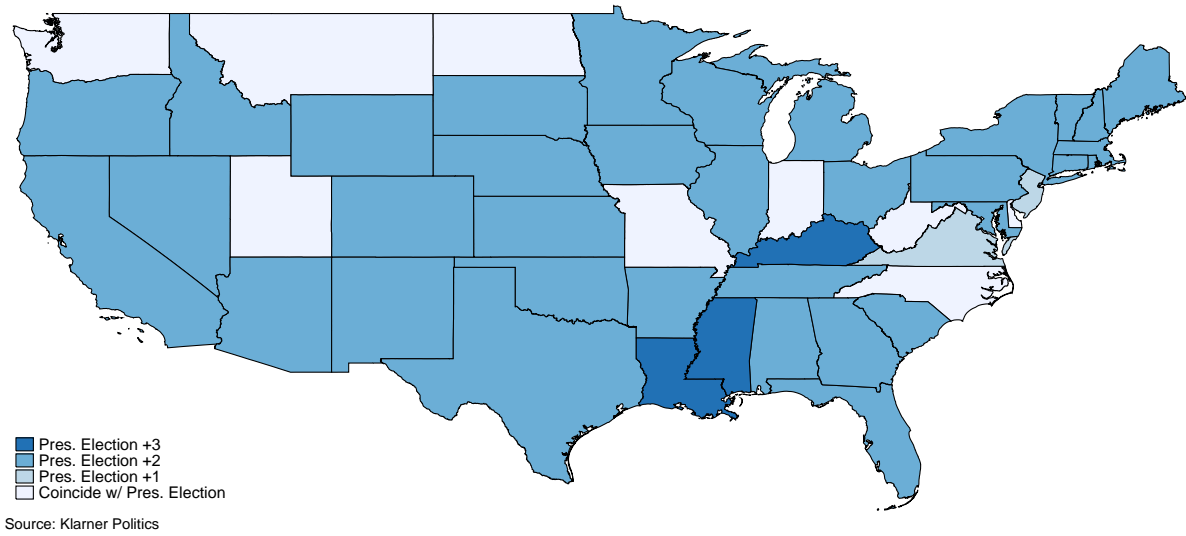 Pres. Election +3
Pres. Election +2
Pres. Election +1
Coincide w/ Pres. Election
Source: Klarner Politics